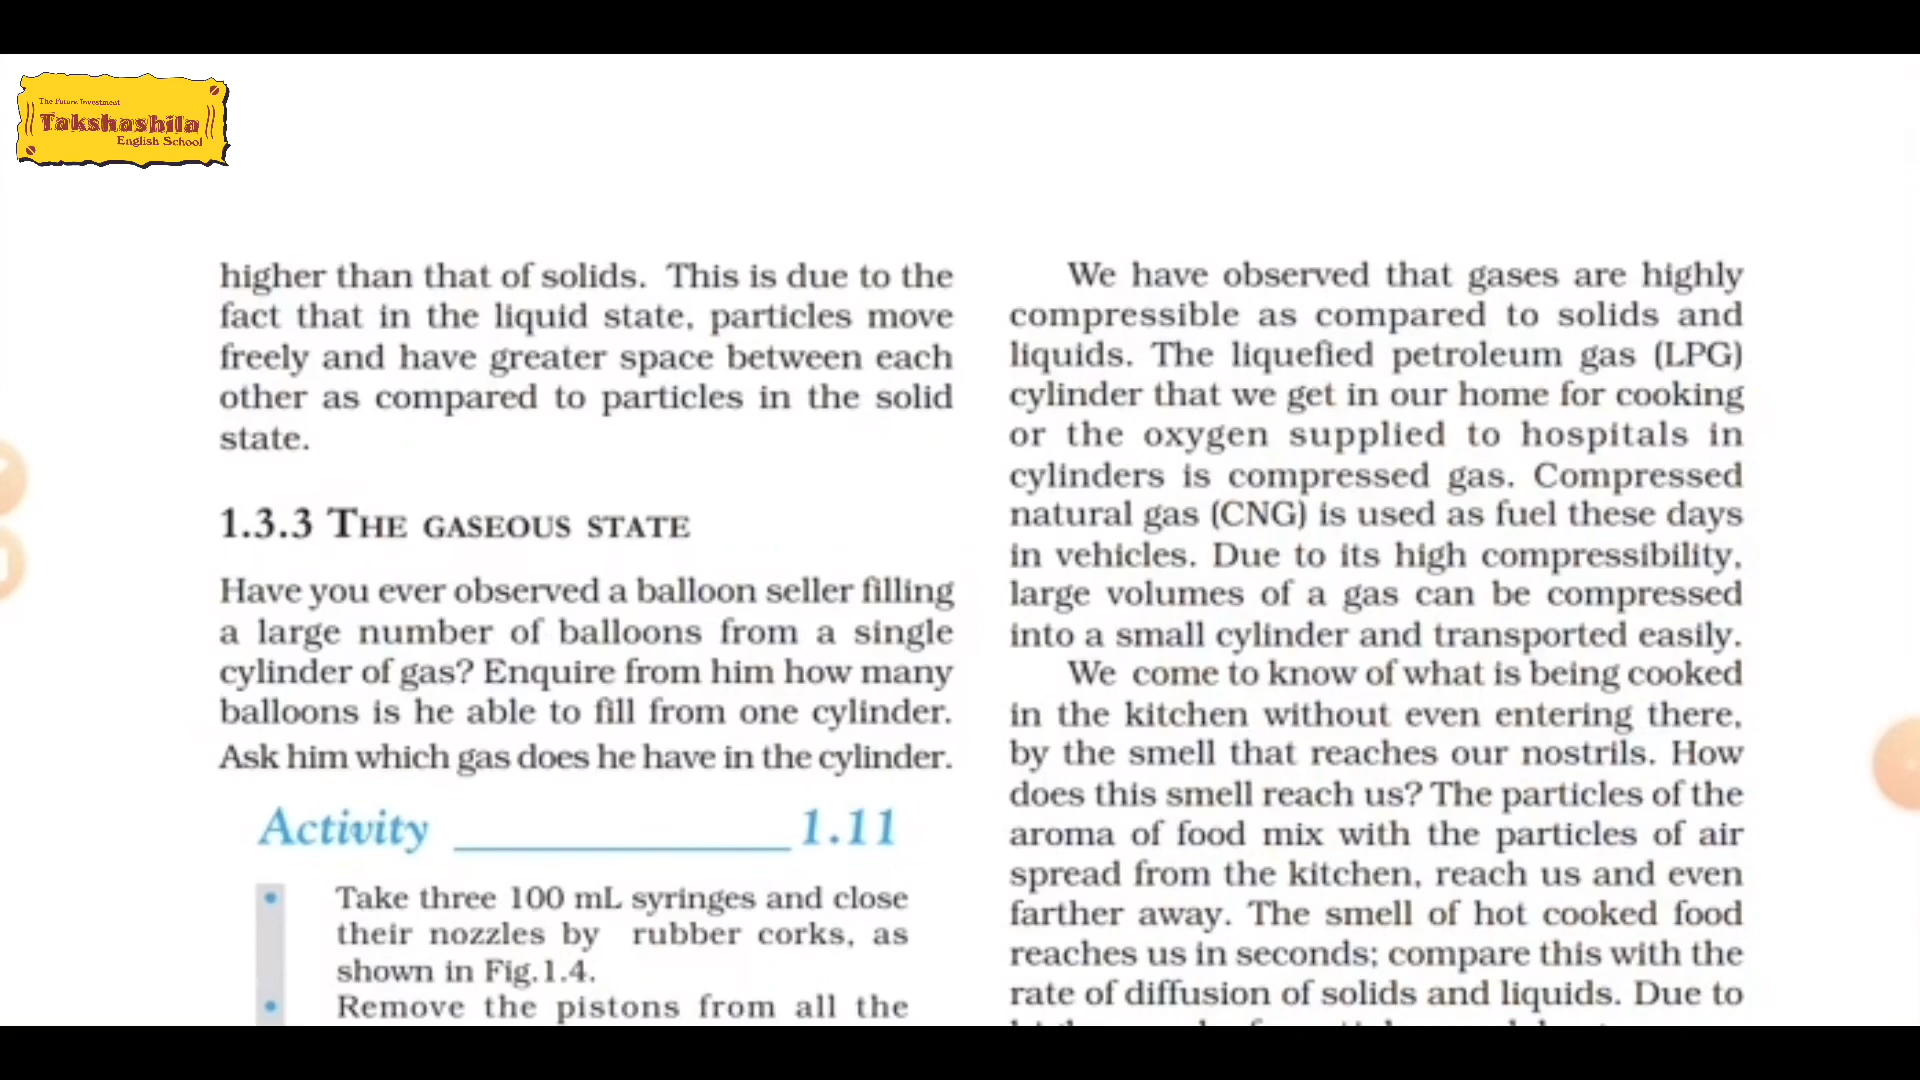 The Future Investment
Takshashila
English School
higher than that of solids. This is due to the
fact that in the liquid state, particles move
freely and have greater space between each
other as compared to particles in the solid
state.
1.3.3 THE GASEOUS STATE
Have you ever observed a balloon seller filling
a large number of balloons from a single
cylinder of gas? Enquire from him how many
balloons is he able to fill from one cylinder.
Ask him which gas does he have in the cylinder.
Activity 1.11
• Take three 100 mL syringes and close
their nozzles by rubber corks, as
shown in Fig.1.4.
• Remove the pistons from all the
We have observed that gases are highly
compressible as compared to solids and
liquids. The liquefied petroleum gas (LPG)
cylinder that we get in our home for cooking
or the oxygen supplied to hospitals in
cylinders is compressed gas. Compressed
natural gas (CNG) is used as fuel these days
in vehicles. Due to its high compressibility,
large volumes of a gas can be compressed
into a small cylinder and transported easily.
We come to know of what is being cooked
in the kitchen without even entering there,
by the smell that reaches our nostrils. How
does this smell reach us? The particles of the
aroma of food mix with the particles of air
spread from the kitchen, reach us and even
farther away. The smell of hot cooked food
reaches us in seconds; compare this with the
rate of diffusion of solids and liquids. Due to